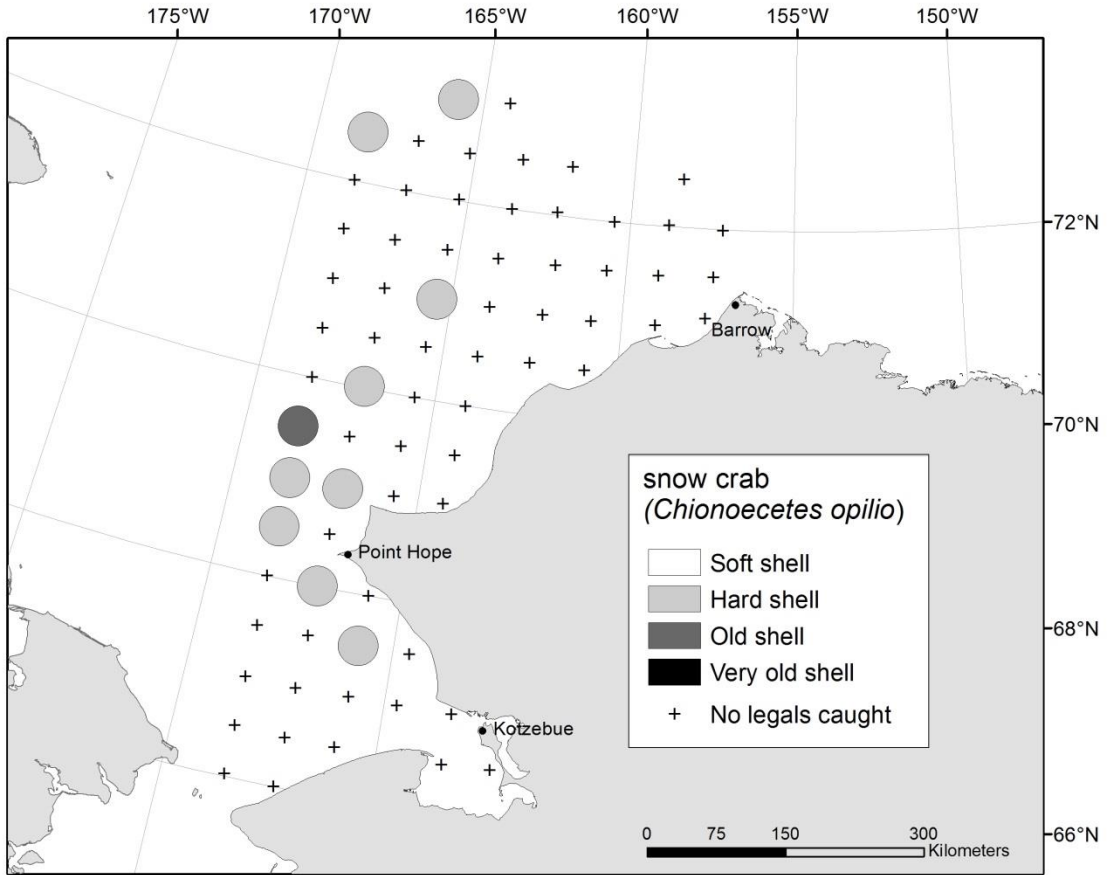 175°W 170°W 165°W 160°W 155°W 150°W
72°N
Barrow
70°N
snow crab
(Chionoecetes opilio)
Soft shell
Point Hope
Hard shell
68°N
Old shell
Very old shell
+ No legals caught
Kotzebue
0 75 150 300
Kilometers
66°N